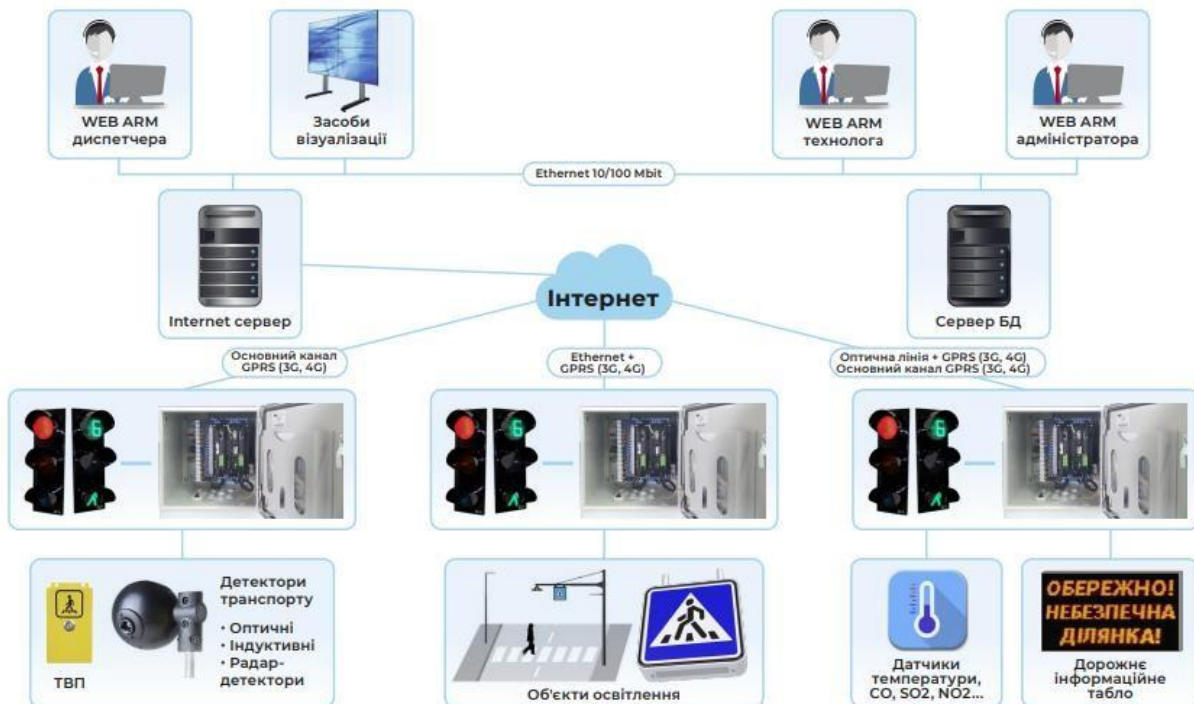 WEB ARM
диспетчера
Засоби
візуалізації
WEB ARM
технолога
WEB ARM
адміністратора
Ethernet 10/100 Mbit
Internet сервер
Інтернет
Сервер БД
Основний канал
GPRS (3G, 4G)
Ethernet +
GPRS (3G, 4G)
Оптична лінія + GPRS (3G, 4G)
Основний канал GPRS (3G, 4G)
6
6
6
ТВП
Детектори
транспорту
• Оптичні
• Індуктивні
• Радар-
детектори
Об'єкти освітлення
Датчики
температури,
CO, SO2, NO2...
ОБЕРЕЖНО!
НЕБЕЗПЕЧНА
ДІЛЯНКА!
Дорожнє
інформаційне
табло